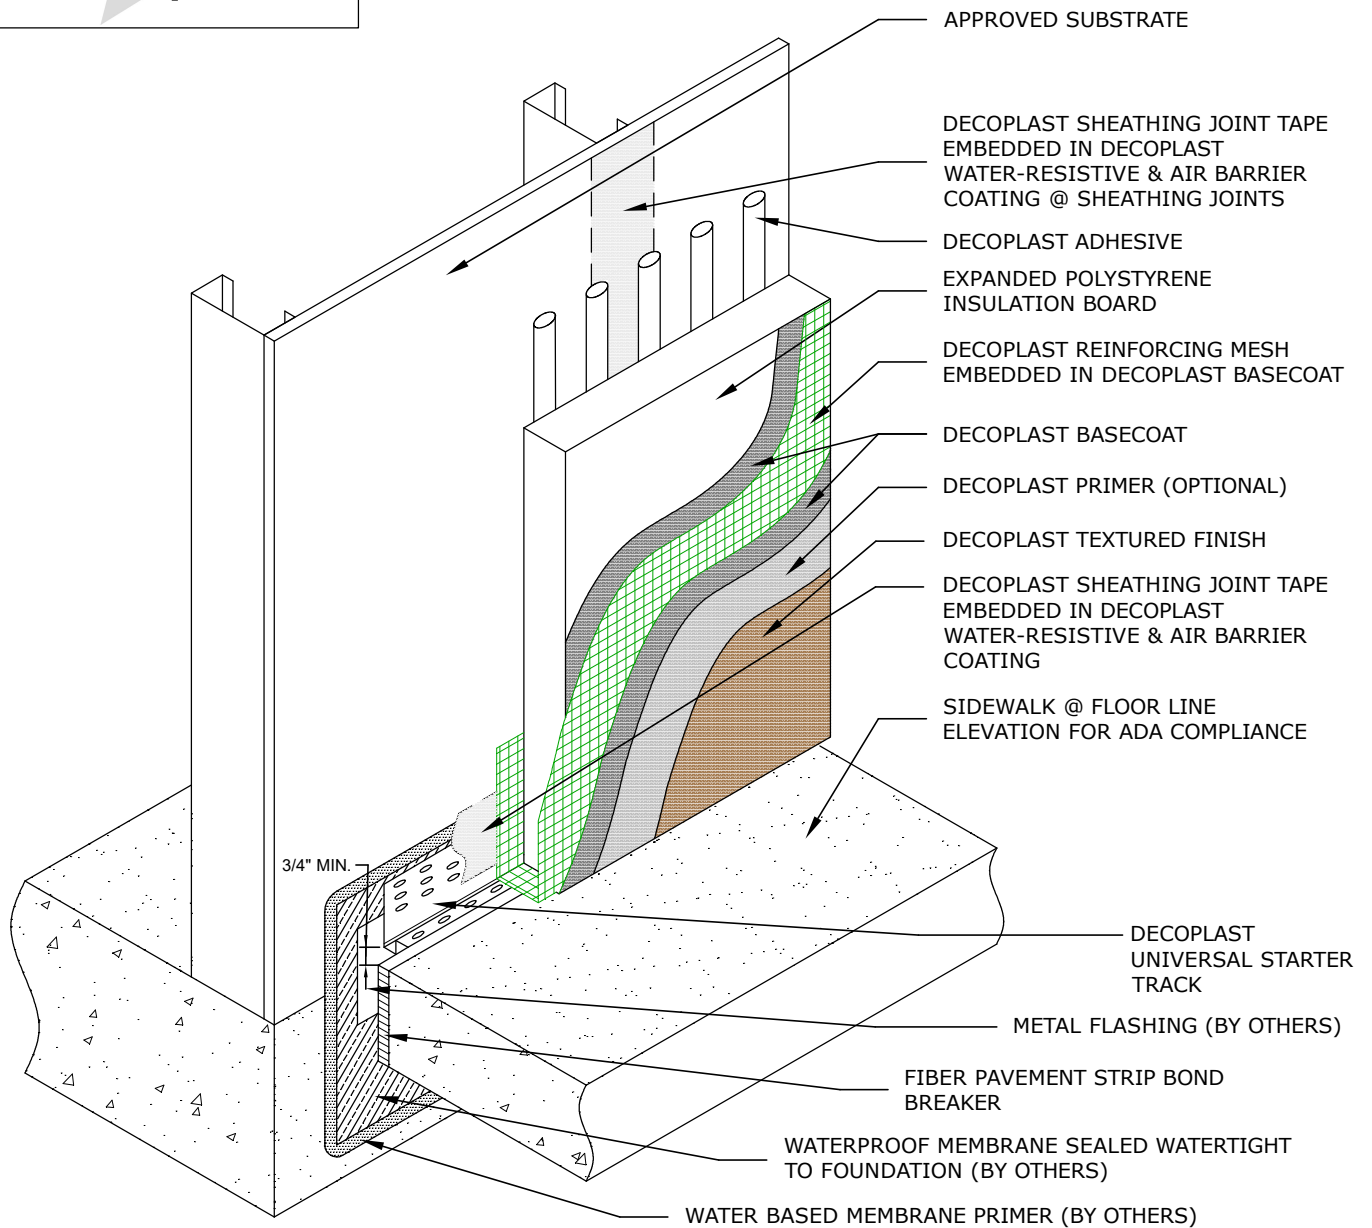 APPROVED SUBSTRATE
DECOPLAST SHEATHING JOINT TAPE
EMBEDDED IN DECOPLAST
WATER-RESISTIVE & AIR BARRIER
COATING @ SHEATHING JOINTS
DECOPLAST ADHESIVE
EXPANDED POLYSTYRENE
INSULATION BOARD
DECOPLAST REINFORCING MESH
EMBEDDED IN DECOPLAST BASECOAT
DECOPLAST BASECOAT
DECOPLAST PRIMER (OPTIONAL)
DECOPLAST TEXTURED FINISH
DECOPLAST SHEATHING JOINT TAPE
EMBEDDED IN DECOPLAST
WATER-RESISTIVE & AIR BARRIER
COATING
SIDEWALK @ FLOOR LINE
ELEVATION FOR ADA COMPLIANCE
3/4" MIN.
DECOPLAST
UNIVERSAL STARTER
TRACK
METAL FLASHING (BY OTHERS)
FIBER PAVEMENT STRIP BOND
BREAKER
WATERPROOF MEMBRANE SEALED WATERTIGHT
TO FOUNDATION (BY OTHERS)
WATER BASED MEMBRANE PRIMER (BY OTHERS)